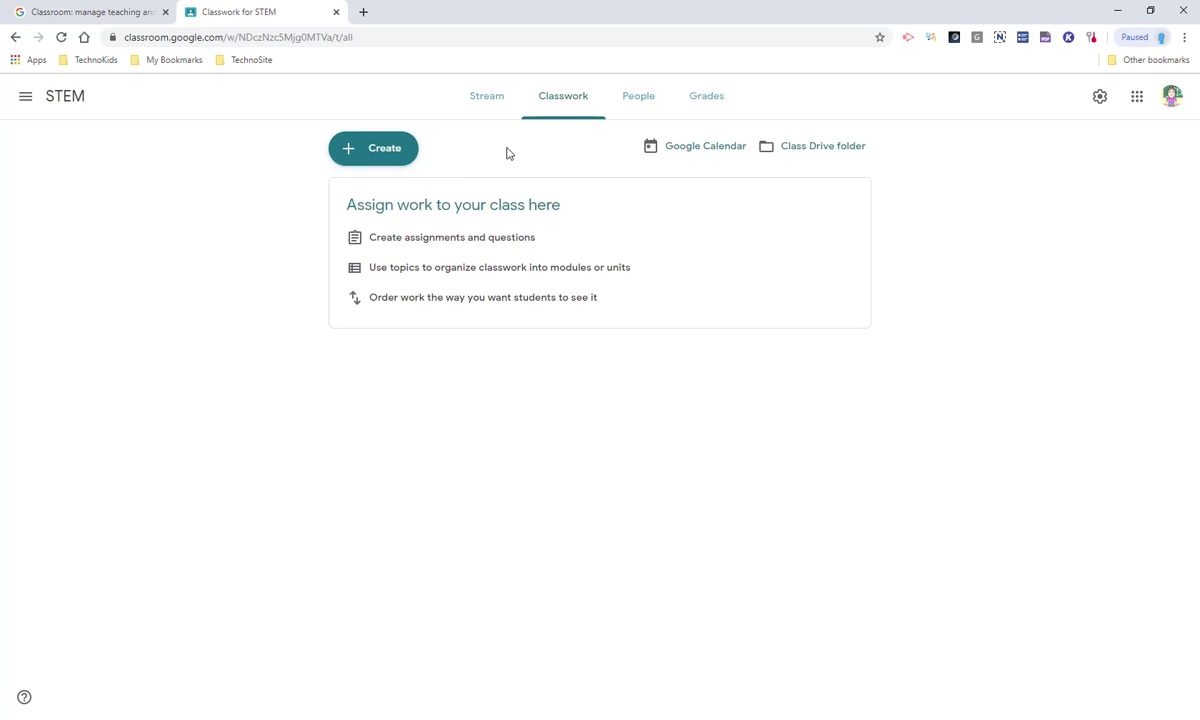 Classroom: manage teaching an
Classwork for STEM
classroom.google.com/w/NDczNzc5Mjg0MTVa/t/all
Paused
Apps
TechnoKids
My Bookmarks
TechnoSite
Other bookmarks
STEM
Stream
Classwork
People
Grades
Create
Google Calendar
Class Drive folder
Assign work to your class here
Create assignments and questions
Use topics to organize classwork into modules or units
Order work the way you want students to see it